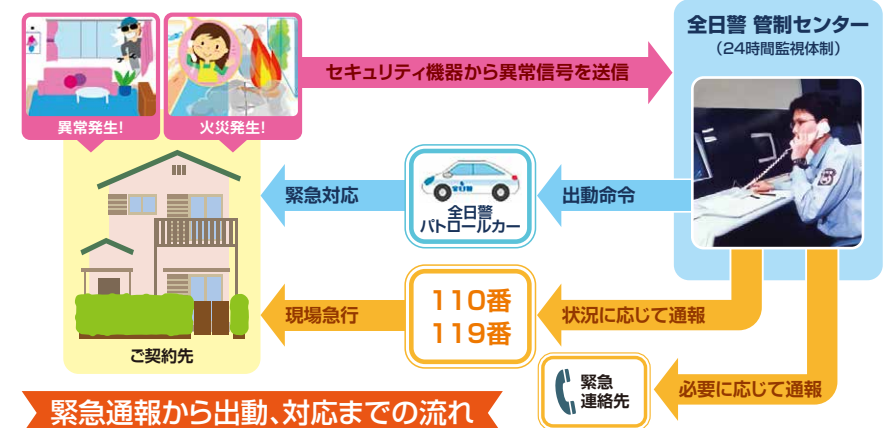 異常発生!
火災発生!
セキュリティ機器から異常信号を送信
全日警 管制センター
（24時間監視体制）
緊急対応
全日警
全日警
パトロールカー
出動命令
現場急行
110番
119番
状況に応じて通報
ご契約先
緊急
連絡先
必要に応じて通報
緊急通報から出動、対応までの流れ